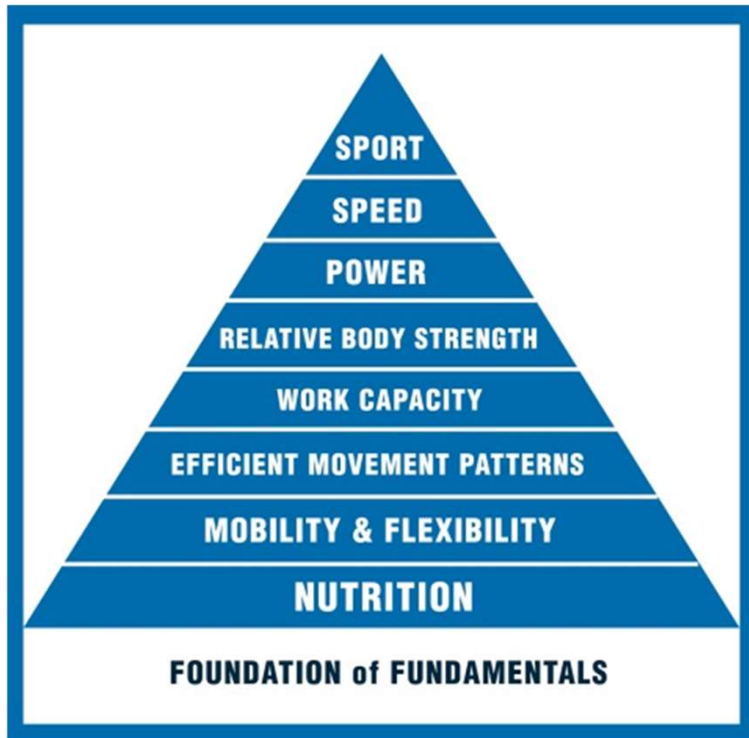 SPORT
SPEED
POWER
RELATIVE BODY STRENGTH
WORK CAPACITY
EFFICIENT MOVEMENT PATTERNS
MOBILITY & FLEXIBILITY
NUTRITION
FOUNDATION of FUNDAMENTALS